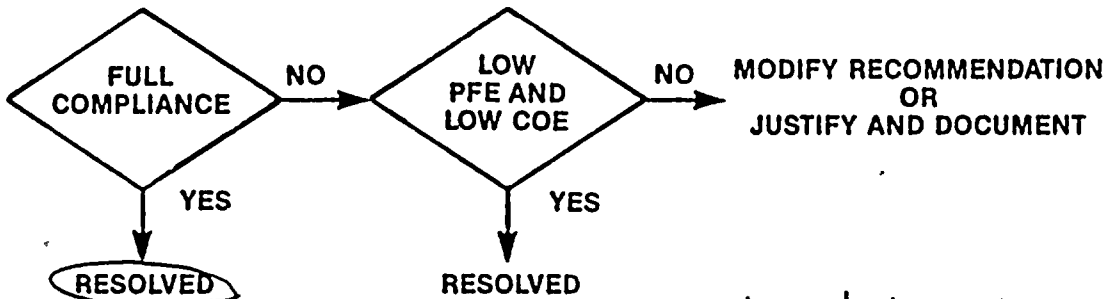 FULL
COMPLIANCE
NO
LOW
PFE AND
LOW COE
NO
MODIFY RECOMMENDATION
OR
JUSTIFY AND DOCUMENT
YES
YES
RESOLVED
RESOLVED